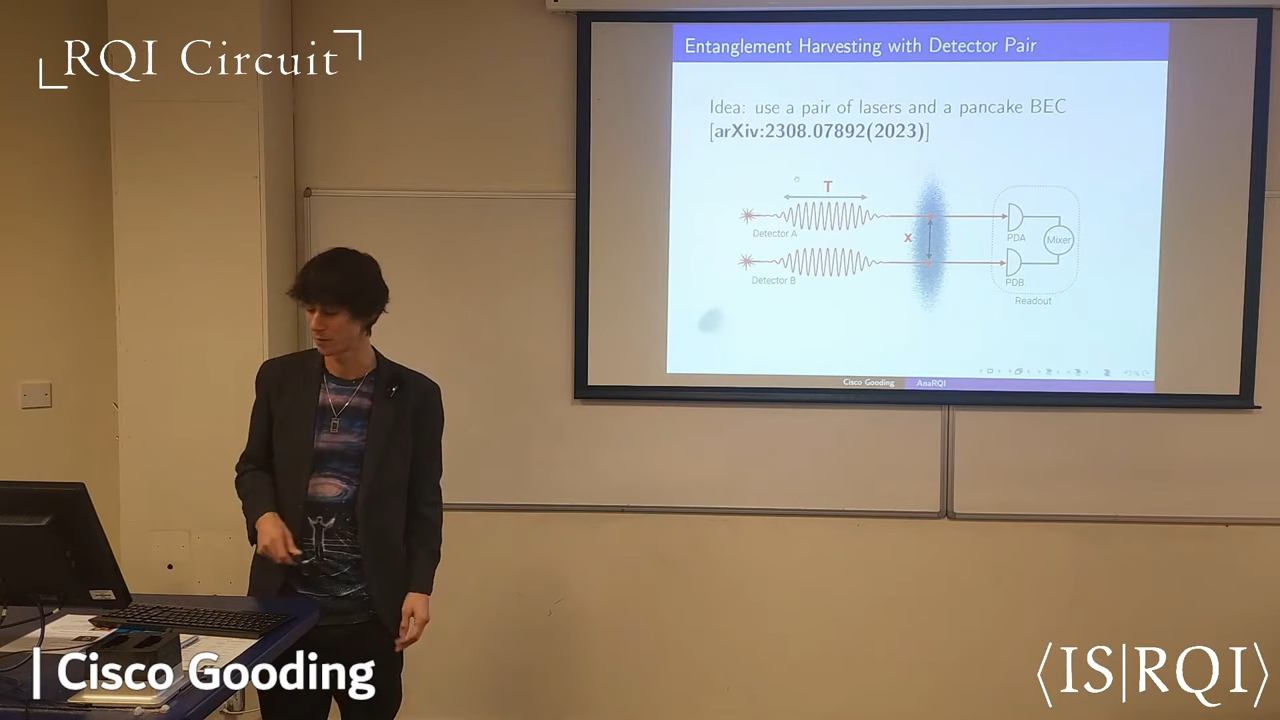 RQI Circuit
Entanglement Harvesting with Detector Pair
Idea: use a pair of lasers and a pancake BEC
[arXiv:2308.07892(2023)]
T
Detector A
X
PDA
Mixer
Detector B
PDB
Readout
Cisco Gooding AnaRQI
| Cisco Gooding
⟨IS|RQI⟩